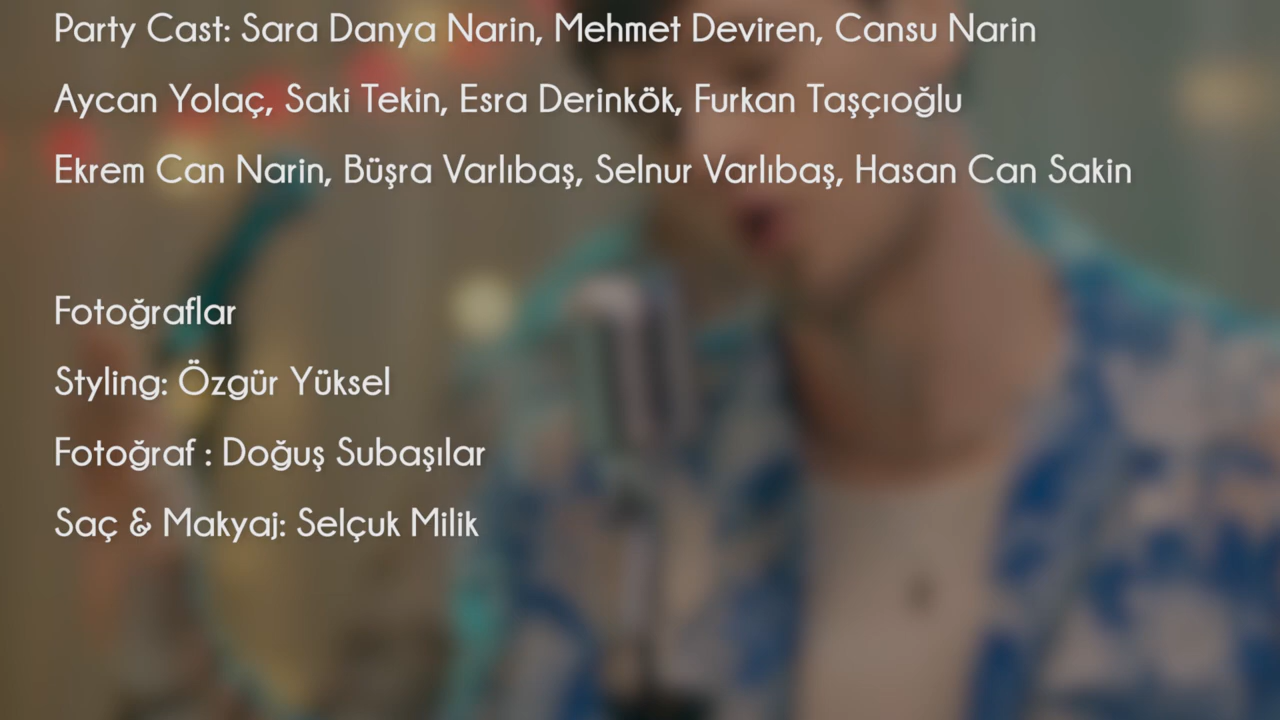 Party Cast: Sara Danya Narin, Mehmet Deviren, Cansu Narin
Aycan Yolaç, Saki Tekin, Esra Derinkök, Furkan Taşçıoğlu
Ekrem Can Narin, Büşra Varlıbaş, Selnur Varlıbaş, Hasan Can Sakin
Fotoğraflar
Styling: Özgür Yüksel
Fotoğraf : Doğuş Subaşılar
Saç & Makyaj: Selçuk Milik